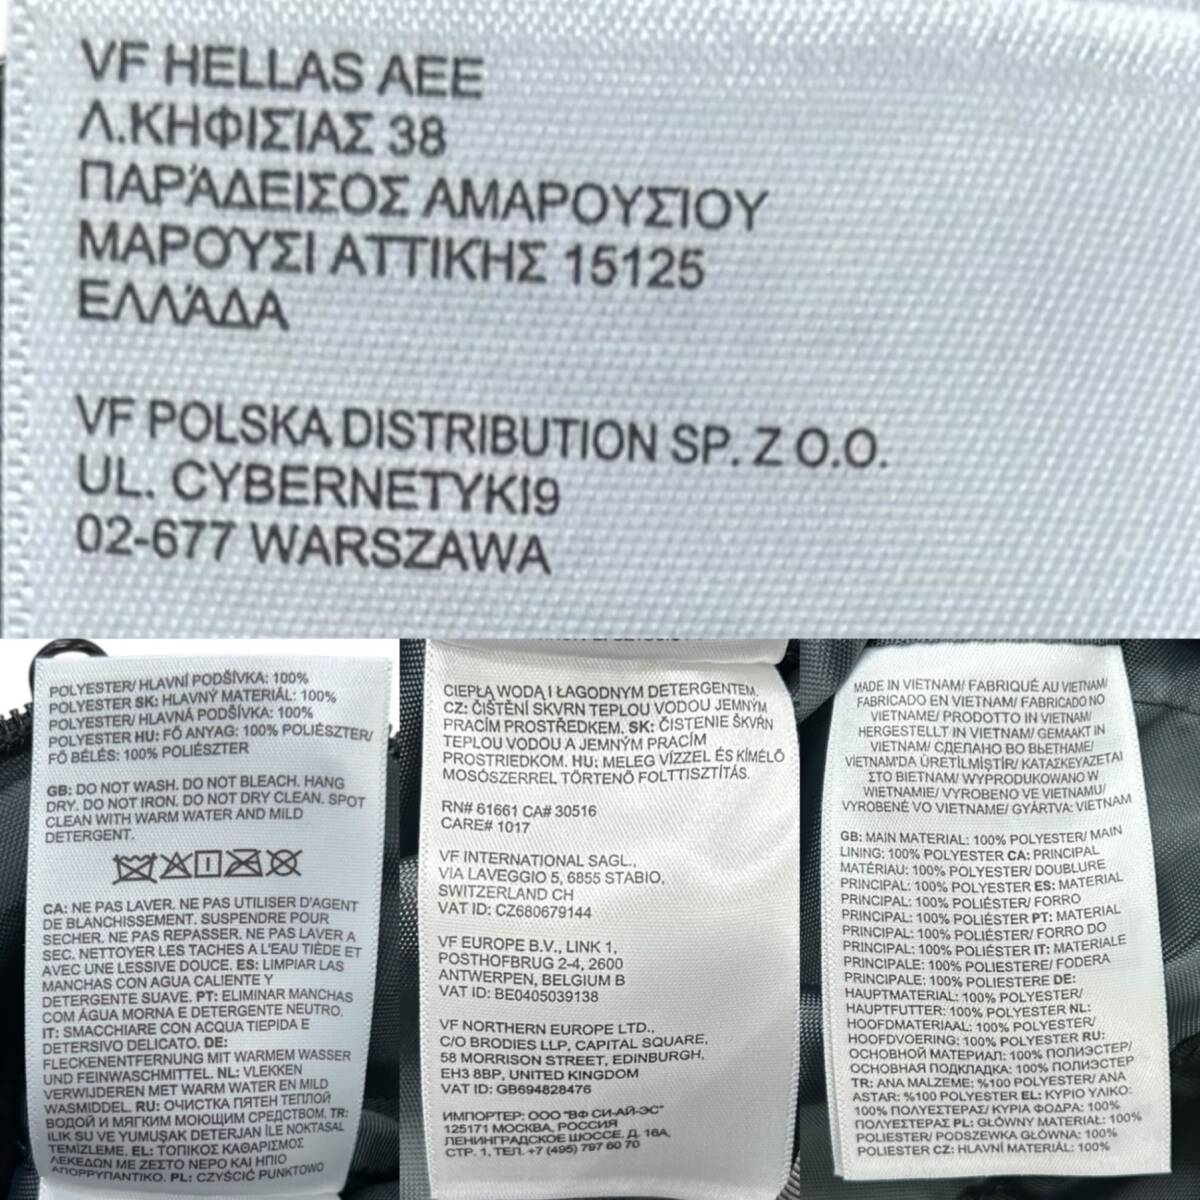 VF HELLAS AEE
Λ.ΚΗΦΙΣΙΑΣ 38
ΠΑΡΆΔΕΙΣΟΣ ΑΜΑΡΟΥΣΙΟΥ
ΜΑΡΟΎΣΙ ΑΤΤΙΚΗΣ 15125
ΕΛΛΆΔΑ
VF POLSKA DISTRIBUTION SP. Z O.O.
UL. CYBERNETYKI9
02-677 WARSZAWA
POLYESTER/ HLAVNÍ PODŠÍVKA: 100%
POLYESTER SK: HLAVNÝ MATERIÁL: 100%
POLYESTER/ HLAVNÁ PODŠÍVKA: 100%
POLYESTER HU: FŐ ANYAG: 100% POLIÉSZTER/
FŐ BÉLÉS: 100% POLIÉSZTER
GB: DO NOT WASH. DO NOT BLEACH. HANG
DRY. DO NOT IRON. DO NOT DRY CLEAN. SPOT
CLEAN WITH WARM WATER AND MILD
DETERGENT.
CA: NE PAS LAVER. NE PAS UTILISER D'AGENT
DE BLANCHISSEMENT. SUSPENDRE POUR
SECHER. NE PAS REPASSER. NE PAS LAVER A
SEC. NETTOYER LES TACHES A L'EAU TIÈDE ET
AVEC UNE LESSIVE DOUCE. ES: LIMPIAR LAS
MANCHAS CON AGUA CALIENTE Y
DETERGENTE SUAVE. PT: ELIMINAR MANCHAS
COM ÁGUA MORNA E DETERGENTE NEUTRO.
IT: SMACCHIARE CON ACQUA TIEPIDA E
DETERSIVO DELICATO. DE:
FLECKENENTFERNUNG MIT WARMEM WASSER
UND FEINWASCHMITTEL. NL: VLEKKEN
VERWIJDEREN MET WARM WATER EN MILD
WASMIDDEL. RU: ОЧИСТКА ПЯТЕН ТЕПЛОЙ
ВОДОЙ И МЯГКИМ МОЮЩИМ СРЕДСТВОМ. TR:
ILIK SU VE YUMUŞAK DETERJAN İLE NOKTASAL
TEMİZLEME. EL: ΤΟΠΙΚΟΣ ΚΑΘΑΡΙΣΜΟΣ
ΛΕΚΕΔΩΝ ΜΕ ΖΕΣΤΟ ΝΕΡΟ ΚΑΙ ΗΠΙΟ
ΑΠΟΡΡΥΠΑΝΤΙΚΟ. PL: CZYŚCIĆ PUNKTOWO
CIEPŁĄ WODĄ I ŁAGODNYM DETERGENTEM.
CZ: ČIŠTĚNÍ SKVRN TEPLOU VODOU JEMNÝM
PRACÍM PROSTŘEDKEM. SK: ČISTENIE ŠKVŔN
TEPLOU VODOU A JEMNÝM PRACÍM
PROSTRIEDKOM. HU: MELEG VÍZZEL ÉS KÍMÉLŐ
MOSÓSZERREL TÖRTENŐ FOLTTISZTÍTÁS.
RN# 61661 CA# 30516
CARE# 1017
VF INTERNATIONAL SAGL.,
VIA LAVEGGIO 5, 6855 STABIO,
SWITZERLAND CH
VAT ID: CZ680679144
VF EUROPE B.V., LINK 1,
POSTHOFBRUG 2-4, 2600
ANTWERPEN, BELGIUM B
VAT ID: BE0405039138
VF NORTHERN EUROPE LTD.,
C/O BRODIES LLP, CAPITAL SQUARE,
58 MORRISON STREET, EDINBURGH,
EH3 8BP, UNITED KINGDOM
VAT ID: GB694828476
ИМПОРТЕР: ООО "ВФ СИ-АЙ-ЭС"
125171 МОСКВА, РОССИЯ
ЛЕНИНГРАДСКОЕ ШОССЕ, Д. 16А,
СТР. 1, ТЕЛ. +7 (495) 797 60 70
MADE IN VIETNAM/ FABRIQUÉ AU VIETNAM/
FABRICADO EN VIETNAM/ FABRICADO NO
VIETNAME/ PRODOTTO IN VIETNAM/
HERGESTELLT IN VIETNAM/ GEMAAKT IN
VIETNAM/ СДЕЛАНО ВО ВЬЕТНАМЕ/
VİETNAM'DA ÜRETİLMİŞTİR/ ΚΑΤΑΣΚΕΥΑΖΕΤΑΙ
ΣΤΟ ΒΙΕΤΝΑΜ/ WYPRODUKOWANO W
WIETNAMIE/ VYROBENO VE VIETNAMU/
VYROBENÉ VO VIETNAME/ GYÁRTVA: VIETNAM
GB: MAIN MATERIAL: 100% POLYESTER/ MAIN
LINING: 100% POLYESTER CA: PRINCIPAL
MATÉRIAU: 100% POLYESTER/ DOUBLURE
PRINCIPAL: 100% POLYESTER ES: MATERIAL
PRINCIPAL: 100% POLIÉSTER/ FORRO
PRINCIPAL: 100% POLIÉSTER PT: MATERIAL
PRINCIPAL: 100% POLIÉSTER/ FORRO DO
PRINCIPAL: 100% POLIÉSTER IT: MATERIALE
PRINCIPALE: 100% POLIESTERE/ FODERA
PRINCIPALE: 100% POLIESTERE DE:
HAUPTMATERIAL: 100% POLYESTER/
HAUPTFUTTER: 100% POLYESTER NL:
HOOFDMATERIAAL: 100% POLYESTER/
HOOFDVOERING: 100% POLYESTER RU:
ОСНОВНОЙ МАТЕРИАЛ: 100% ПОЛИЭСТЕР/
ОСНОВНАЯ ПОДКЛАДКА: 100% ПОЛИЭСТЕР
TR: ANA MALZEME: %100 POLYESTER/ ANA
ASTAR: %100 POLYESTER EL: ΚΥΡΙΟ ΥΛΙΚΟ:
100% ΠΟΛΥΕΣΤΕΡΑΣ/ ΚΥΡΙΑ ΦΟΔΡΑ: 100%
ΠΟΛΥΕΣΤΕΡΑΣ PL: GŁÓWNY MATERIAŁ: 100%
POLIESTER/ PODSZEWKA GŁÓWNA: 100%
POLIESTER CZ: HLAVNÍ MATERIÁL: 100%